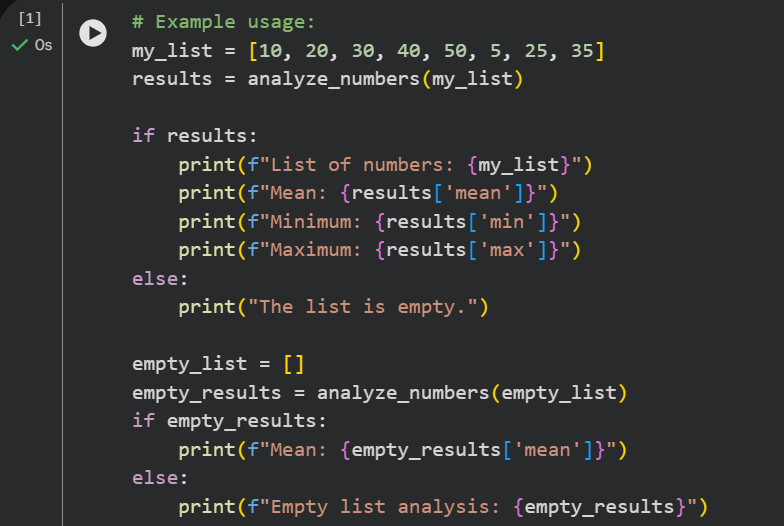 [1]
0s
# Example usage:
my_list = [10, 20, 30, 40, 50, 5, 25, 35]
results = analyze_numbers(my_list)

if results:
    print(f"List of numbers: {my_list}")
    print(f"Mean: {results['mean']}")
    print(f"Minimum: {results['min']}")
    print(f"Maximum: {results['max']}")
else:
    print("The list is empty.")

empty_list = []
empty_results = analyze_numbers(empty_list)
if empty_results:
    print(f"Mean: {empty_results['mean']}")
else:
    print(f"Empty list analysis: {empty_results}")